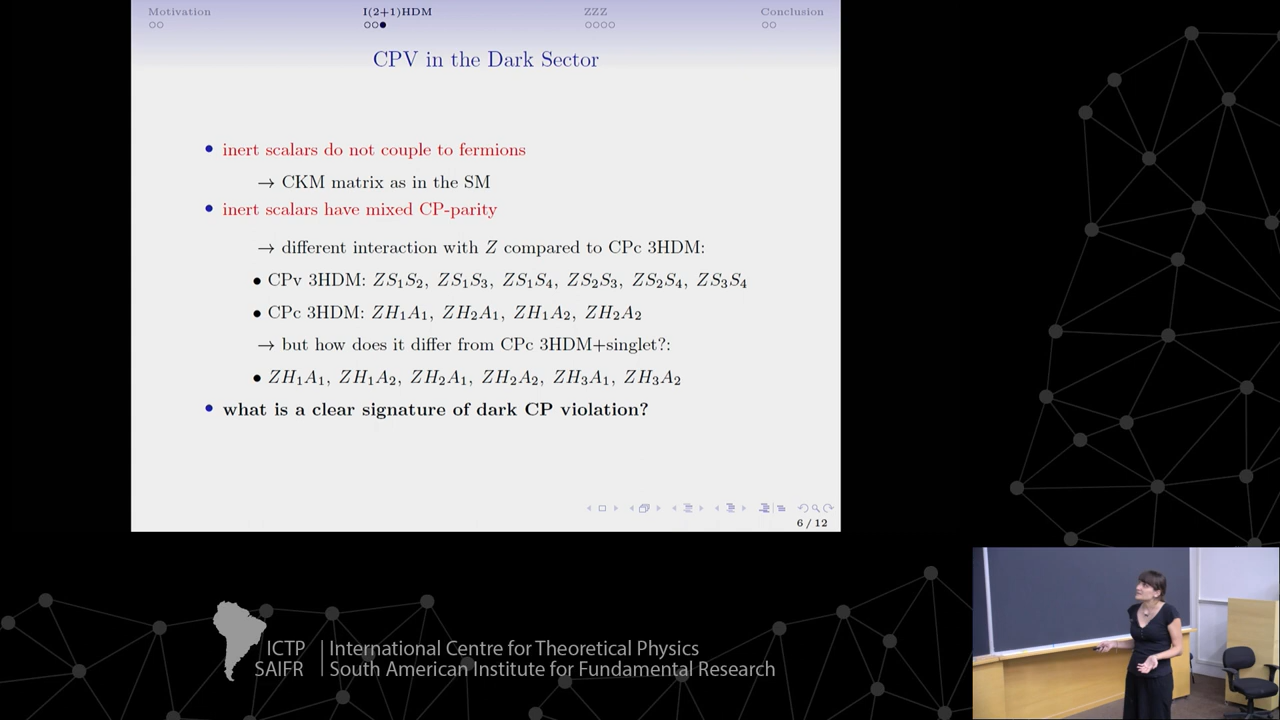 Motivation I(2+1)HDM ZZZ Conclusion
CPV in the Dark Sector
• inert scalars do not couple to fermions
→ CKM matrix as in the SM
• inert scalars have mixed CP-parity
→ different interaction with Z compared to CPc 3HDM:
• CPv 3HDM: ZS₁S₂, ZS₁S₃, ZS₁S₄, ZS₂S₃, ZS₂S₄, ZS₃S₄
• CPc 3HDM: ZH₁A₁, ZH₂A₁, ZH₁A₂, ZH₂A₂
→ but how does it differ from CPc 3HDM+singlet?:
• ZH₁A₁, ZH₁A₂, ZH₂A₁, ZH₂A₂, ZH₃A₁, ZH₃A₂
• what is a clear signature of dark CP violation?
6 / 12
ICTP International Centre for Theoretical Physics
SAIFR South American Institute for Fundamental Research